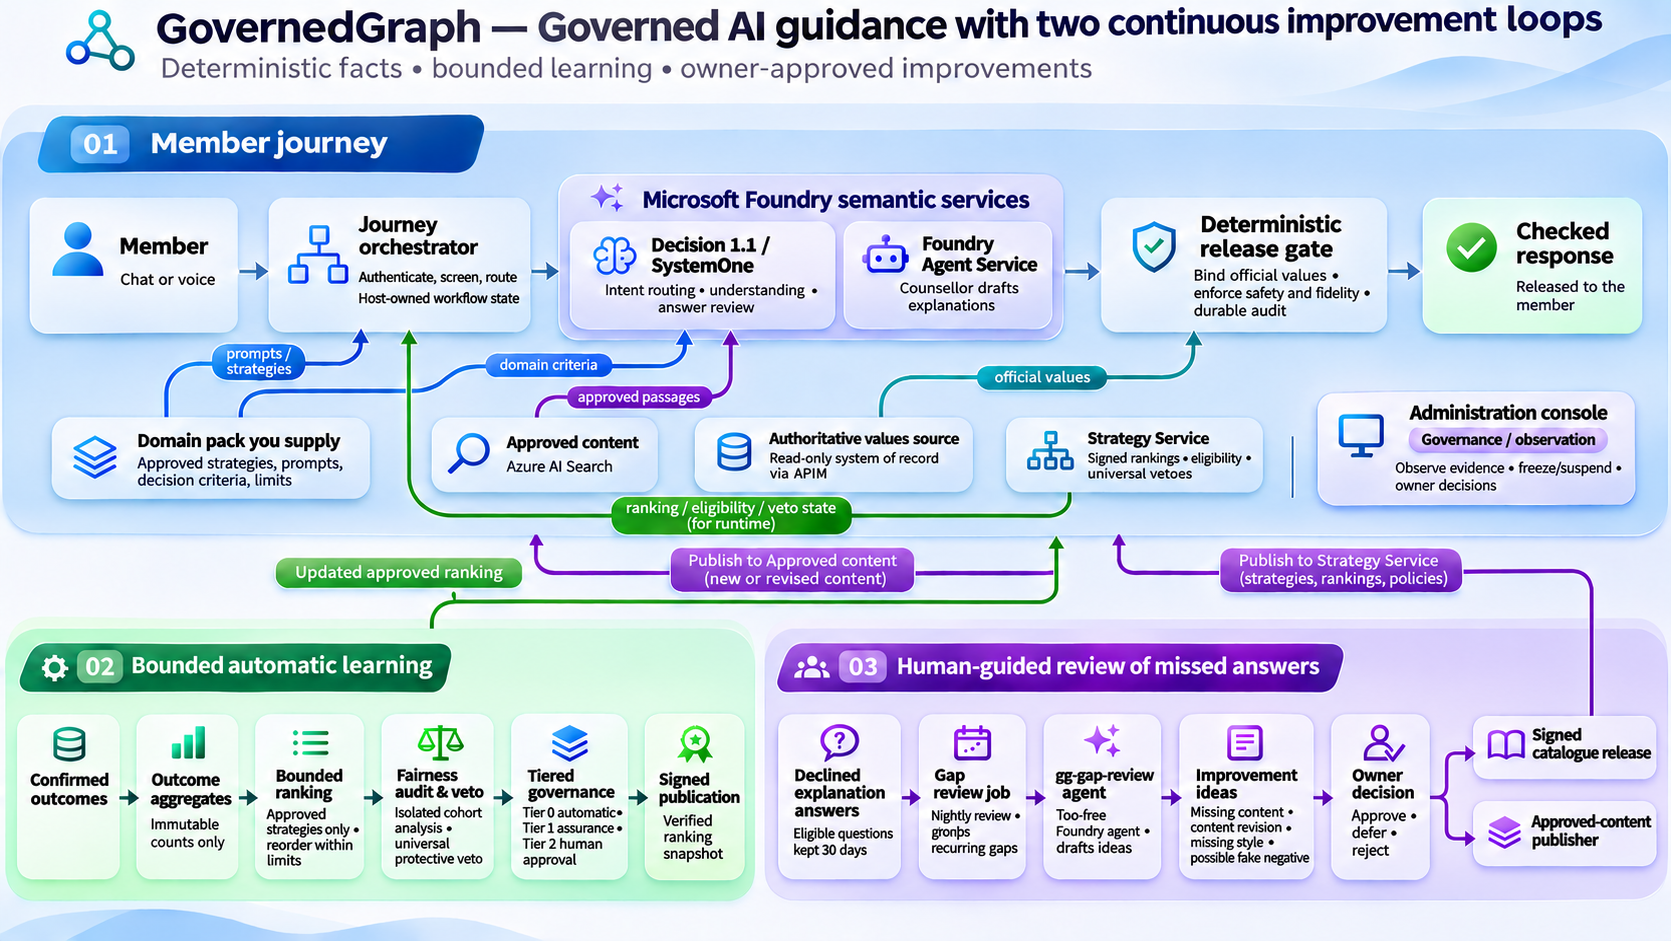 GovernedGraph — Governed AI guidance with two continuous improvement loops
Deterministic facts • bounded learning • owner-approved improvements
01 Member journey
Member
Chat or voice
Journey
orchestrator
Authenticate, screen, route
Host-owned workflow state
Microsoft Foundry semantic services
Decision 1.1 /
SystemOne
Intent routing • understanding •
answer review
Foundry
Agent Service
Counsellor drafts
explanations
Deterministic
release gate
Bind official values •
enforce safety and fidelity •
durable audit
Checked
response
Released to the
member
prompts /
strategies
domain criteria
approved passages
official values
Domain pack you supply
Approved strategies, prompts,
decision criteria, limits
Approved content
Azure AI Search
Authoritative values source
Read-only system of record
via APIM
Strategy Service
Signed rankings • eligibility •
universal vetoes
Administration console
Governance / observation
Observe evidence • freeze/suspend •
owner decisions
ranking / eligibility / veto state
(for runtime)
Updated approved ranking
Publish to Approved content
(new or revised content)
Publish to Strategy Service
(strategies, rankings, policies)
02 Bounded automatic learning
Confirmed
outcomes
Outcome
aggregates
Immutable
counts only
Bounded
ranking
Approved
strategies only •
reorder within
limits
Fairness
audit & veto
Isolated cohort
analysis •
universal
protective veto
Tiered
governance
Tier 0 automatic•
Tier 1 assurance •
Tier 2 human
approval
Signed
publication
Verified
ranking
snapshot
03 Human-guided review of missed answers
Declined
explanation
answers
Eligible questions
kept 30 days
Gap
review job
Nightly review •
recurring gaps
gg-gap-review
agent
Too-free
Foundry agent •
drafts ideas
Improvement
ideas
Missing content •
content revision •
missing style •
possible fake negative
Owner
decision
Approve •
defer •
reject
Signed
catalogue release
Approved-content
publisher